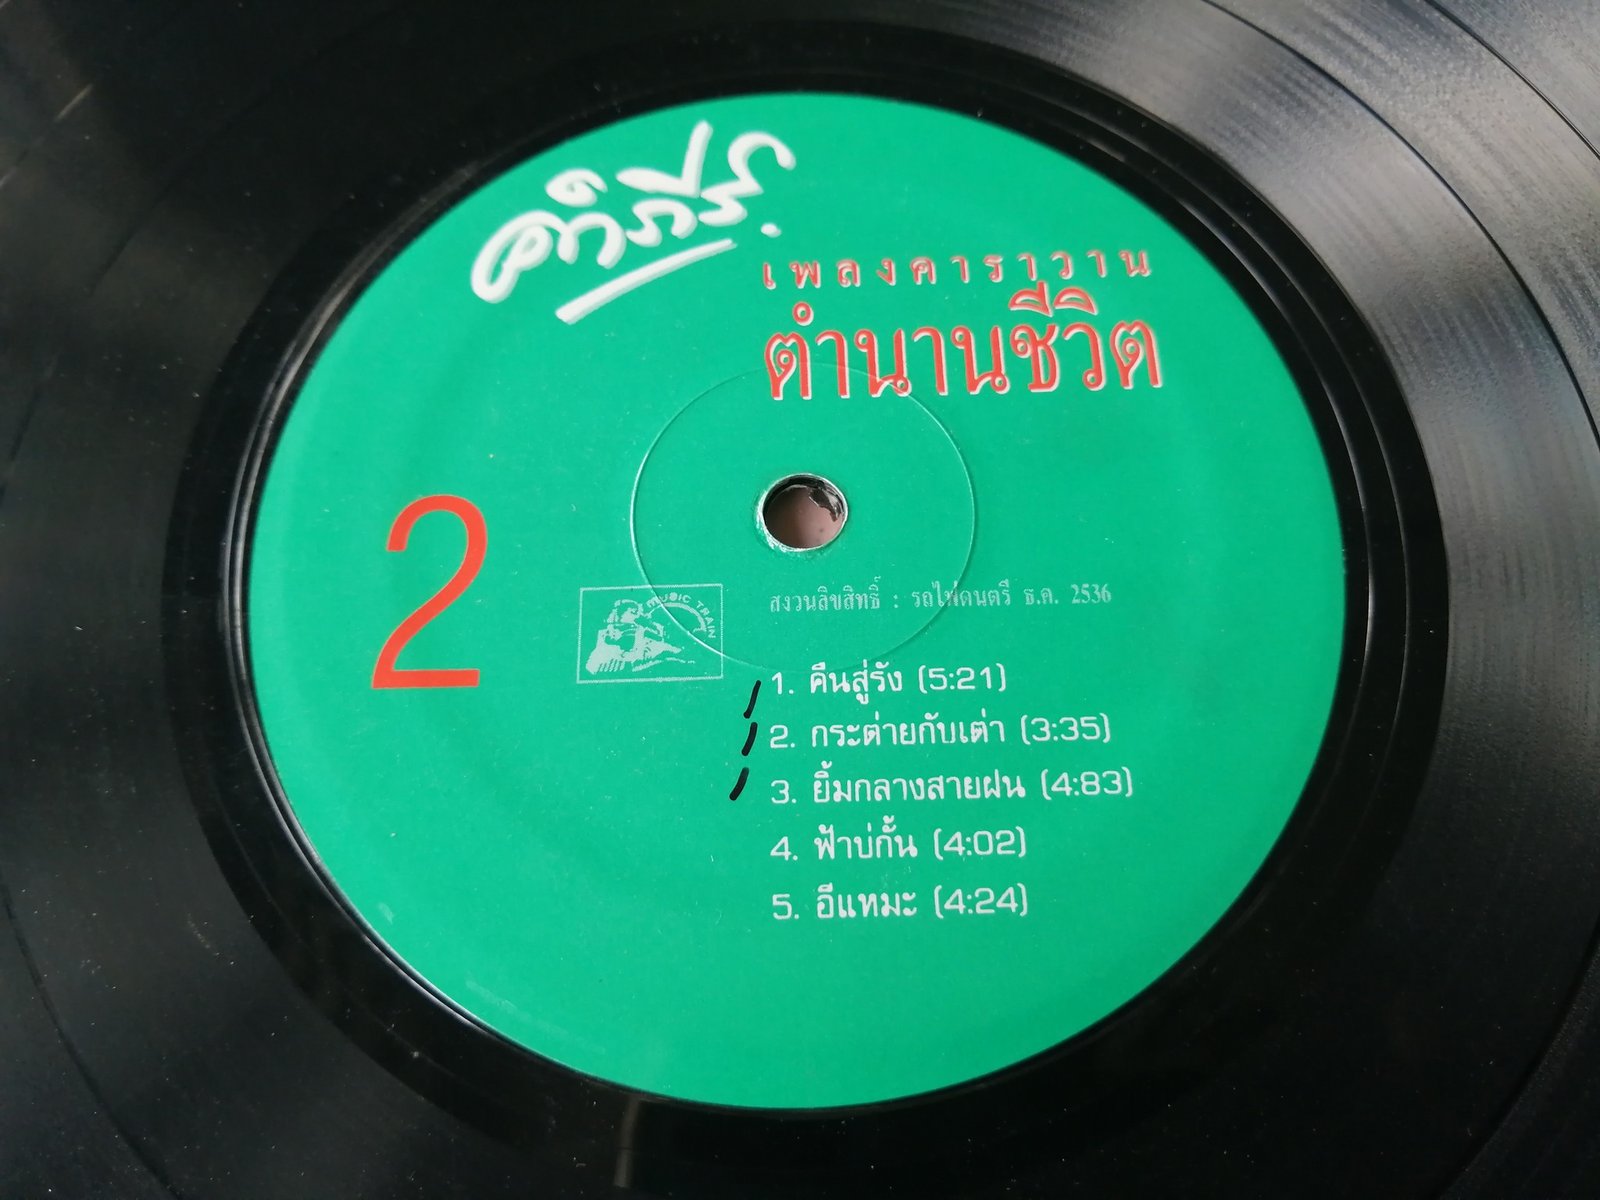 คำภีร์.
เพลงคาราวาน
ตำนานชีวิต
2
MUSIC TRAIN
สงวนลิขสิทธิ์ : รถไฟดนตรี ธ.ค. 2536
1. คืนสู่รัง (5:21)
2. กระต่ายกับเต่า (3:35)
3. ยิ้มกลางสายฝน (4:83)
4. ฟ้าบ่กั้น (4:02)
5. อีแหมะ (4:24)